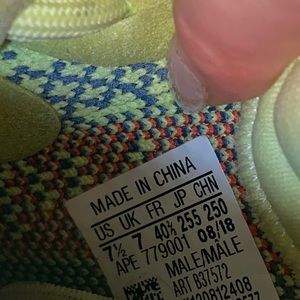 MADE IN CHINA
US UK FR JP CHN
7½ 7 40⅔ 255 250
APE 779001 08/18
MALE/MÂLE
ART B37572